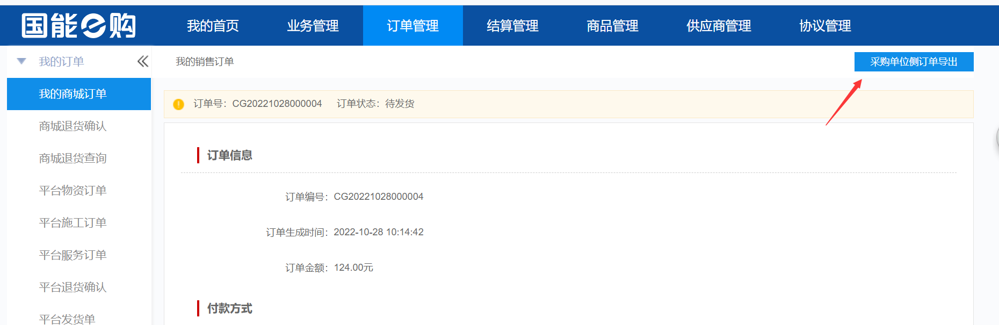 国能e购 我的首页 业务管理 订单管理 结算管理 商品管理 供应商管理 协议管理
我的订单
我的商城订单
商城退货确认
商城退货查询
平台物资订单
平台施工订单
平台服务订单
平台退货确认
平台发货单
我的销售订单 采购单位侧订单导出
订单号：CG20221028000004 订单状态：待发货
订单信息
订单编号：CG20221028000004
订单生成时间：2022-10-28 10:14:42
订单金额：124.00元
付款方式